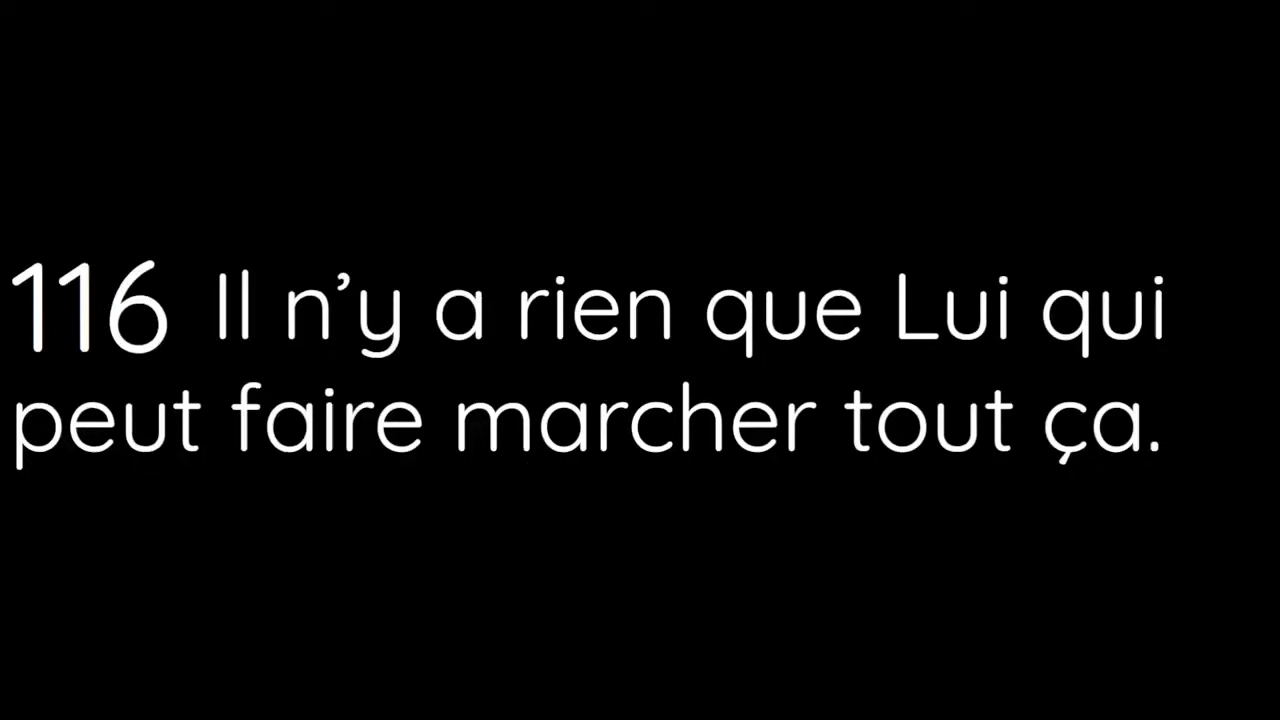 116 Il n’y a rien que Lui qui
peut faire marcher tout ça.